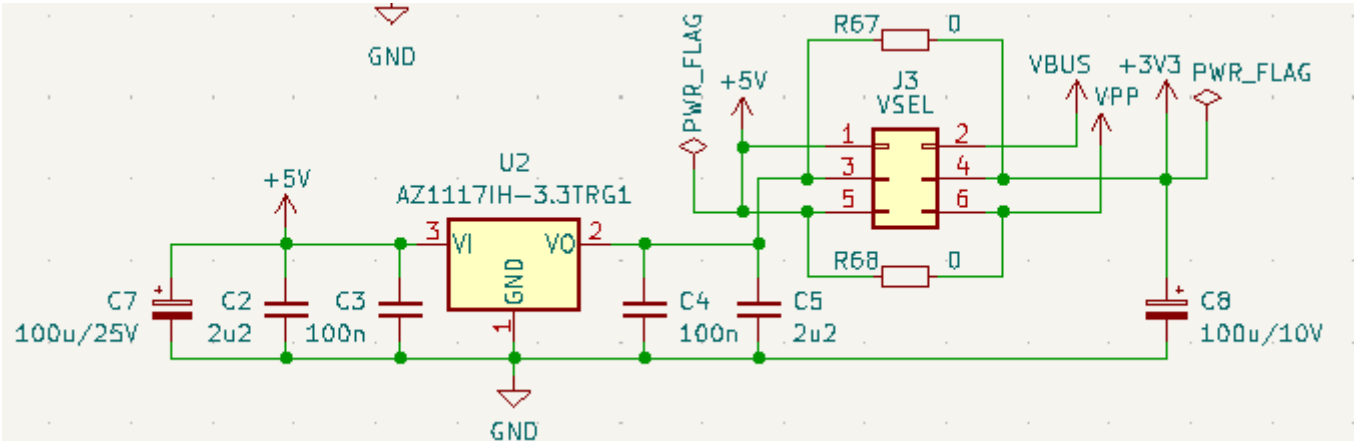 GND
PWR_FLAG
+5V
R67 0
J3
VSEL
VBUS
+3V3
PWR_FLAG
VPP
1 2
3 4
5 6
R68 0
+5V
U2
AZ1117IH-3.3TRG1
3 VI VO 2
GND
1
C7
100u/25V
C2
2u2
C3
100n
C4
100n
C5
2u2
+
C8
100u/10V
+
GND